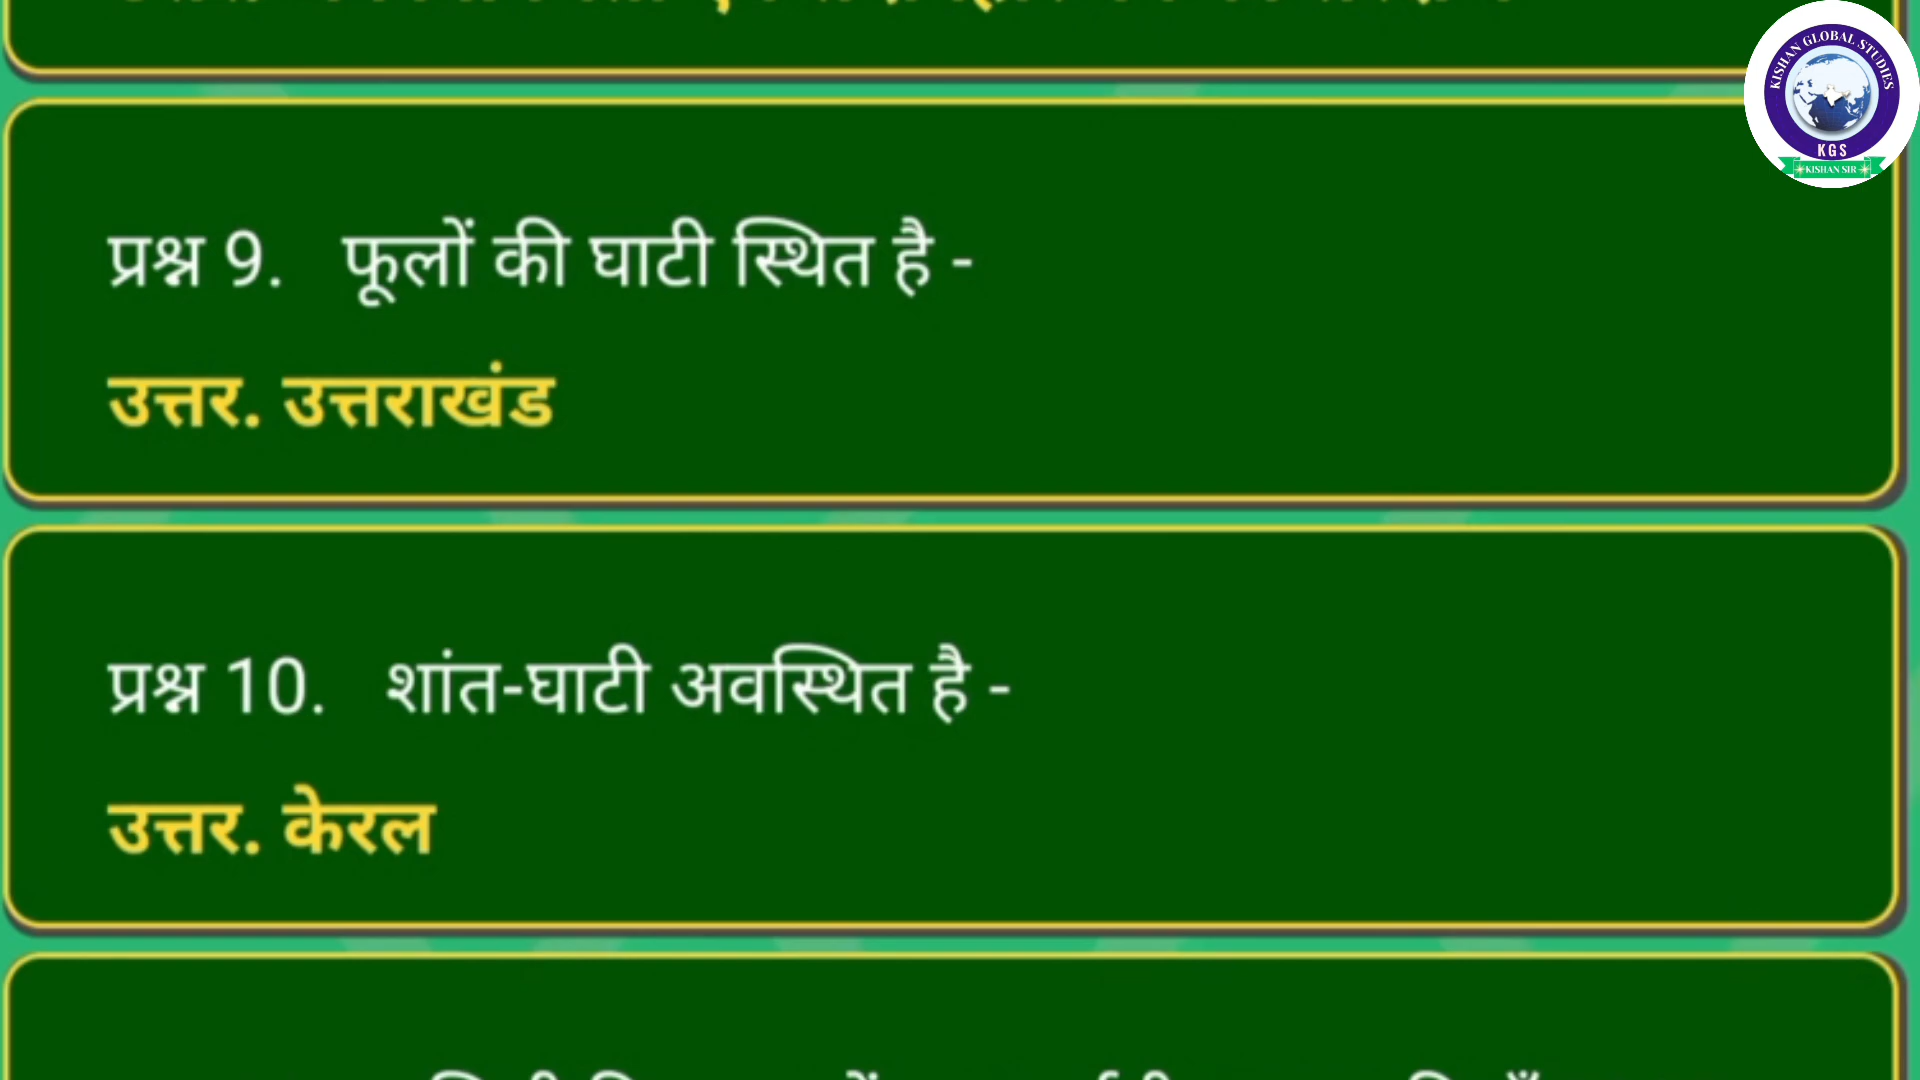 KISHAN GLOBAL STUDIES
KGS
KISHAN SIR
प्रश्न 9. फूलों की घाटी स्थित है -
उत्तर. उत्तराखंड
प्रश्न 10. शांत-घाटी अवस्थित है -
उत्तर. केरल